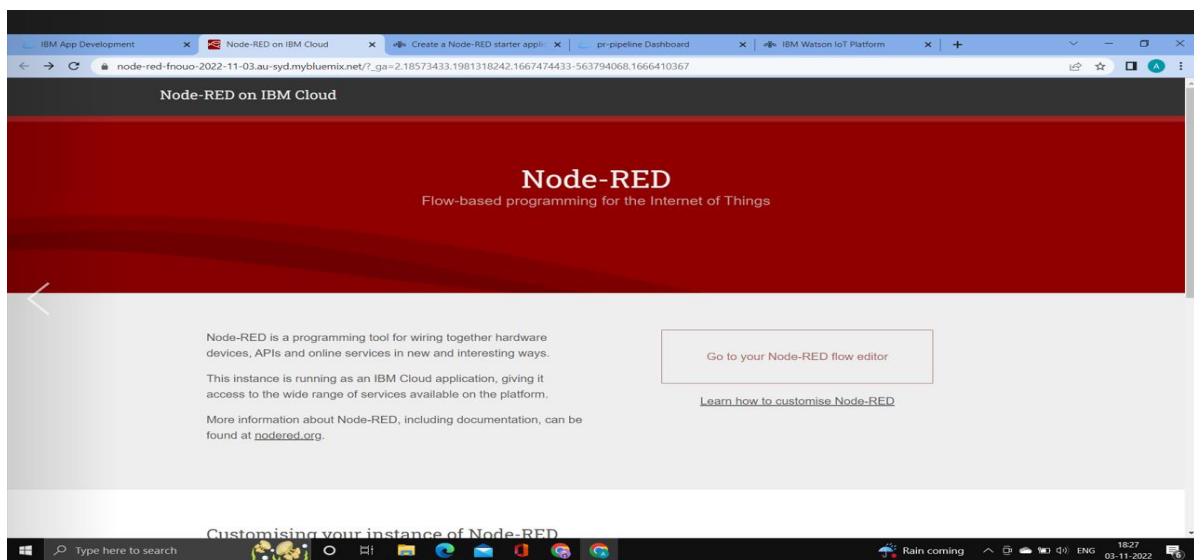 IBM App Development
Node-RED on IBM Cloud
Create a Node-RED starter applic
pr-pipeline Dashboard
IBM Watson IoT Platform
node-red-fnouo-2022-11-03.au-syd.mybluemix.net/?_ga=2.18573433.1981318242.1667474433-563794068.1666410367
A
Node-RED on IBM Cloud
Node-RED
Flow-based programming for the Internet of Things
Node-RED is a programming tool for wiring together hardware
devices, APIs and online services in new and interesting ways.
This instance is running as an IBM Cloud application, giving it
access to the wide range of services available on the platform.
More information about Node-RED, including documentation, can be
found at nodered.org.
Go to your Node-RED flow editor
Learn how to customise Node-RED
Customising your instance of Node-RED
Type here to search
Rain coming
ENG
18:27
03-11-2022
6